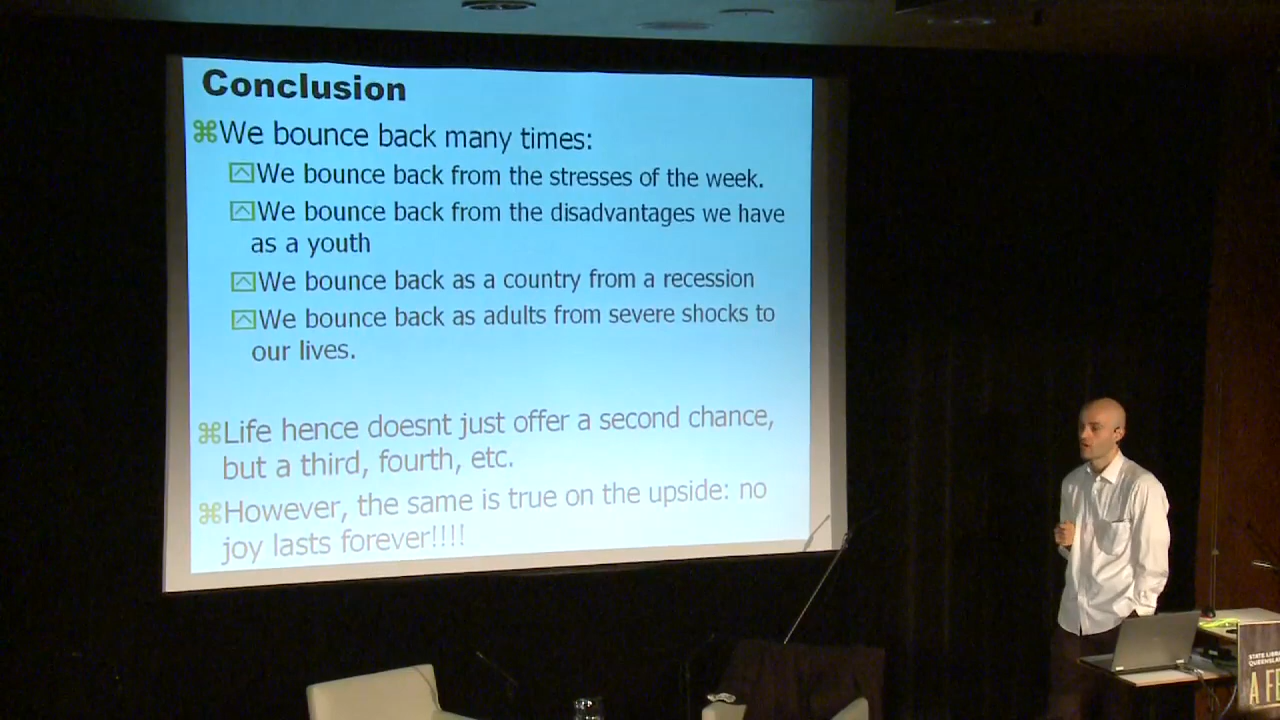 Conclusion
We bounce back many times:
We bounce back from the stresses of the week.
We bounce back from the disadvantages we have
as a youth
We bounce back as a country from a recession
We bounce back as adults from severe shocks to
our lives.
Life hence doesnt just offer a second chance,
but a third, fourth, etc.
However, the same is true on the upside: no
joy lasts forever!!!!
STATE
A